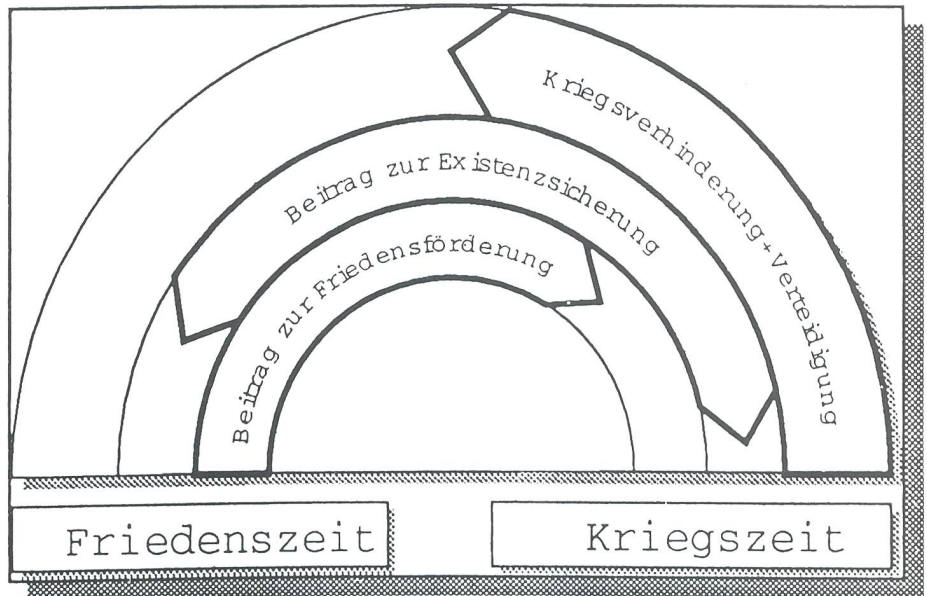 Kriegsverhinderung+Verteidigung
Beitrag zur Existenzsicherung
Beitrag zur Friedensförderung
Friedenszeit
Kriegszeit